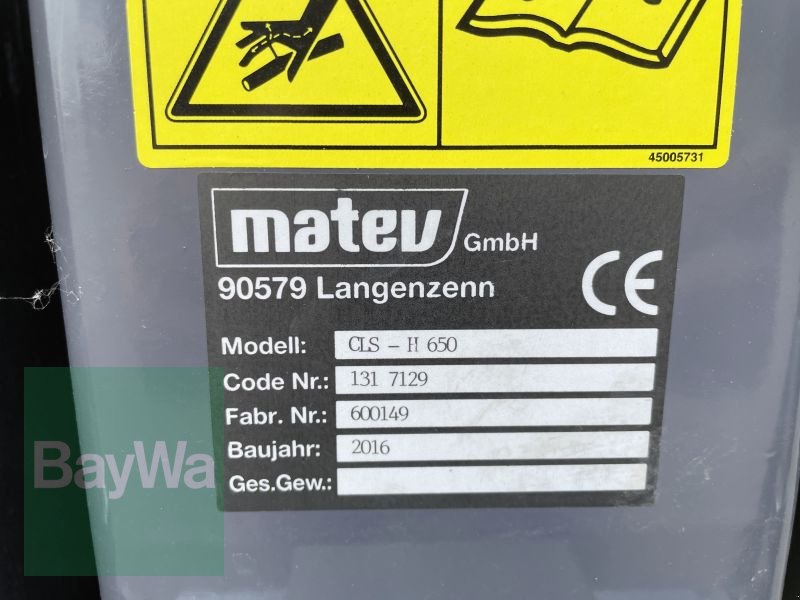 45005731
matev GmbH
90579 Langenzenn
CE
Modell: CLS - H 650
Code Nr.: 131 7129
Fabr. Nr.: 600149
Baujahr: 2016
Ges.Gew.:
BayWa